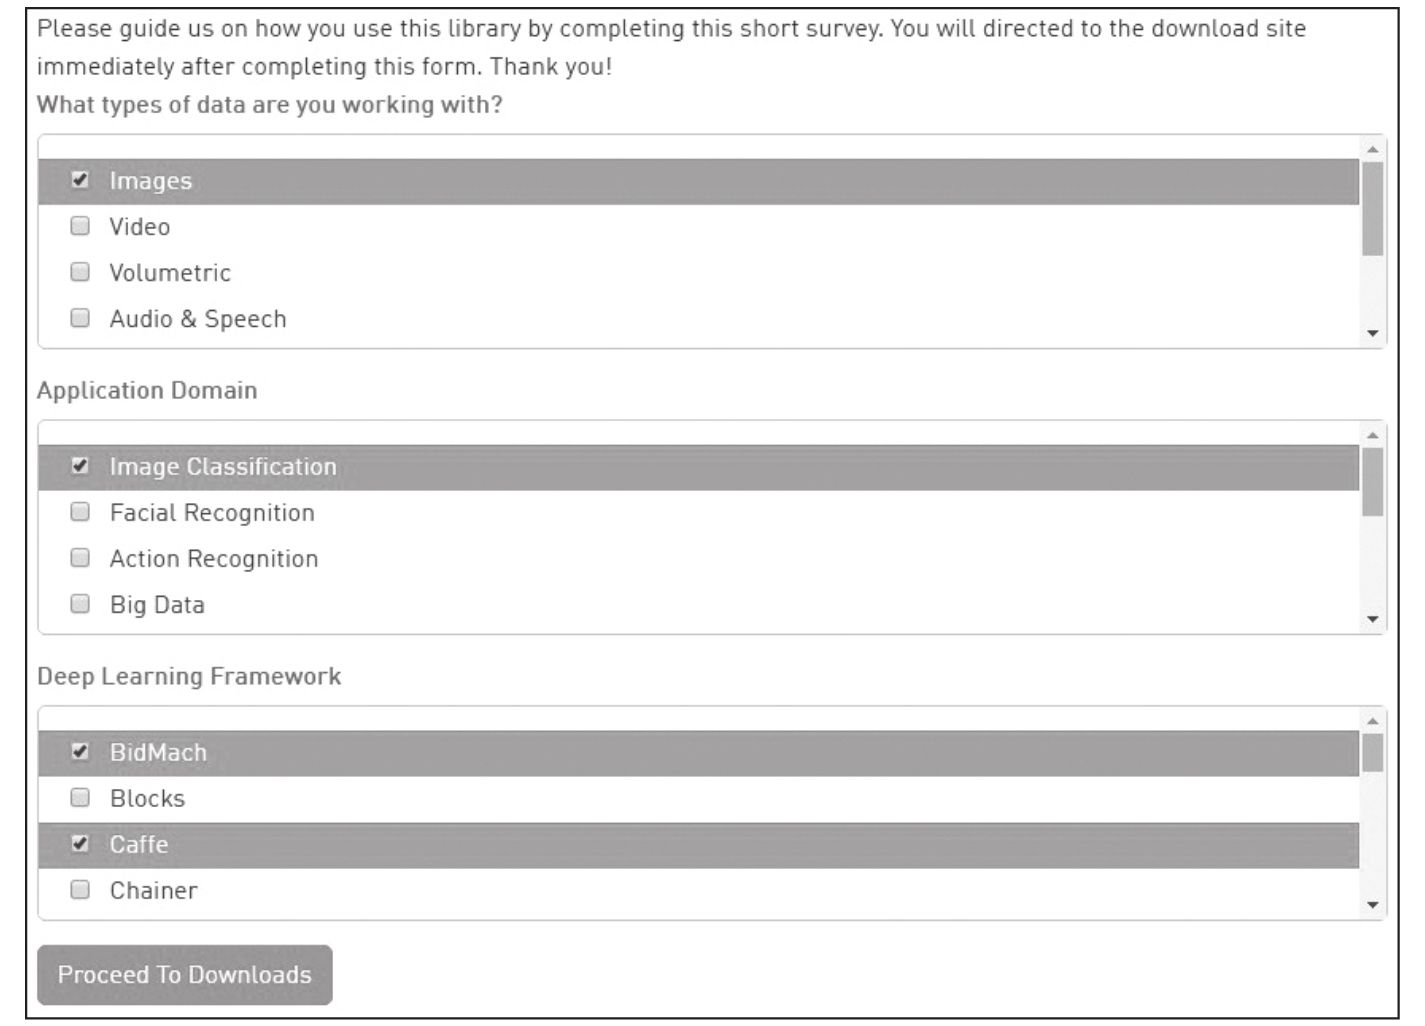 Please guide us on how you use this library by completing this short survey. You will directed to the download site
immediately after completing this form. Thank you!
What types of data are you working with?
Images
Video
Volumetric
Audio & Speech
Application Domain
Image Classification
Facial Recognition
Action Recognition
Big Data
Deep Learning Framework
BidMach
Blocks
Caffe
Chainer
Proceed To Downloads